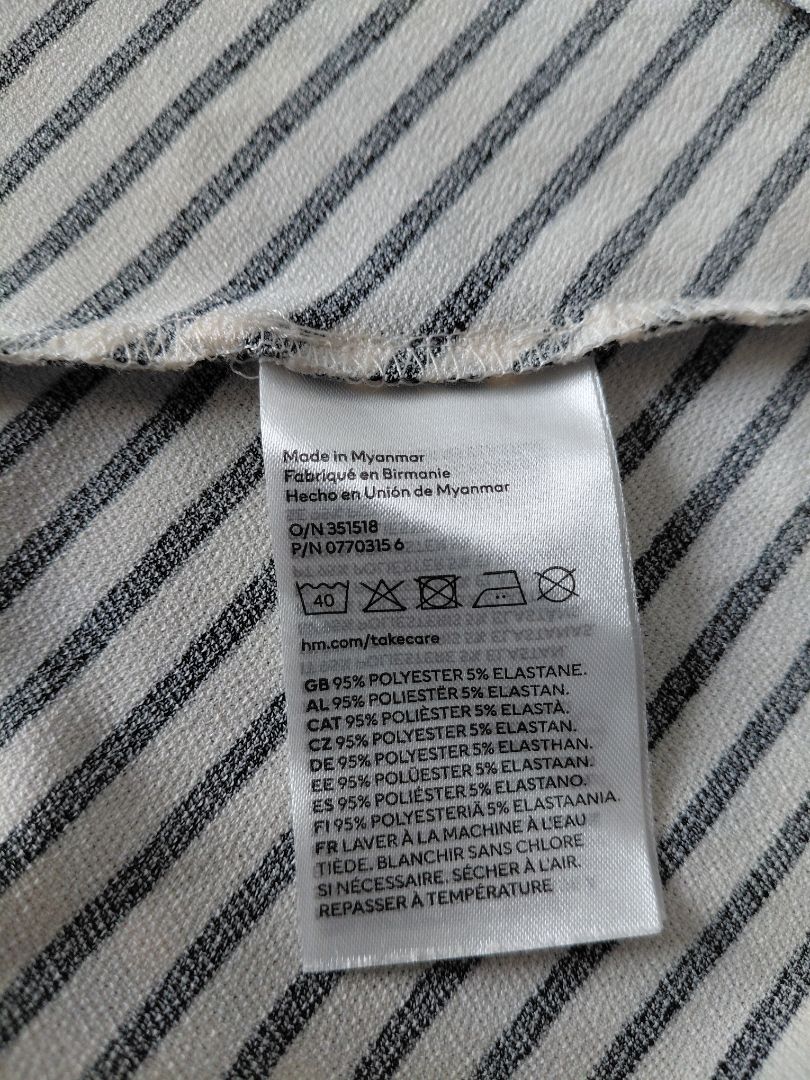 Made in Myanmar
Fabriqué en Birmanie
Hecho en Unión de Myanmar
O/N 351518
P/N 0770315 6
40
hm.com/takecare
GB 95% POLYESTER 5% ELASTANE.
AL 95% POLIESTËR 5% ELASTAN.
CAT 95% POLIÈSTER 5% ELASTÀ.
CZ 95% POLYESTER 5% ELASTAN.
DE 95% POLYESTER 5% ELASTHAN.
EE 95% POLÜESTER 5% ELASTAAN.
ES 95% POLIÉSTER 5% ELASTANO.
FI 95% POLYESTERIÄ 5% ELASTAANIA.
FR LAVER À LA MACHINE À L'EAU
TIÈDE. BLANCHIR SANS CHLORE
SI NÉCESSAIRE. SÉCHER À L'AIR.
REPASSER À TEMPÉRATURE